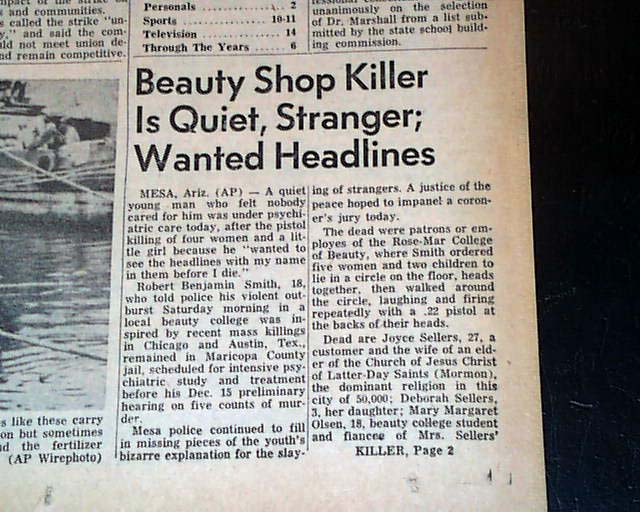 impact of the strike on
s and communities.
s called the strike "un-
y," and said the com-
uld not meet union de-
nd remain competitive.
Personals 2
Sports 10-11
Television 14
Through The Years 6
unanimously on the selection
of Dr. Marshall from a list sub-
mitted by the state school build-
ing commission.
Beauty Shop Killer
Is Quiet, Stranger;
Wanted Headlines
MESA, Ariz. (AP) — A quiet
young man who felt nobody
cared for him was under psychi-
atric care today, after the pistol
killing of four women and a lit-
tle girl because he "wanted to
see the headlines with my name
in them before I die."
Robert Benjamin Smith, 18,
who told police his violent out-
burst Saturday morning in a
local beauty college was in-
spired by recent mass killings
in Chicago and Austin, Tex.,
remained in Maricopa County
jail, scheduled for intensive psy-
chiatric study and treatment
before his Dec. 15 preliminary
hearing on five counts of mur-
der.
Mesa police continued to fill
in missing pieces of the youth's
bizarre explanation for the slay-
ing of strangers. A justice of the
peace hoped to impanel a coron-
er's jury today.
The dead were patrons or em-
ployes of the Rose-Mar College
of Beauty, where Smith ordered
five women and two children to
lie in a circle on the floor, heads
together, then walked around
the circle, laughing and firing
repeatedly with a .22 pistol at
the backs of their heads.
Dead are Joyce Sellers, 27, a
customer and the wife of an eld-
er of the Church of Jesus Christ
of Latter-Day Saints (Mormon),
the dominant religion in this
city of 50,000; Deborah Sellers,
3, her daughter; Mary Margaret
Olsen, 18, beauty college student
and fiancee of Mrs. Sellers'
KILLER, Page 2
s like these carry
on but sometimes
d the fertilizer
(AP Wirephoto)